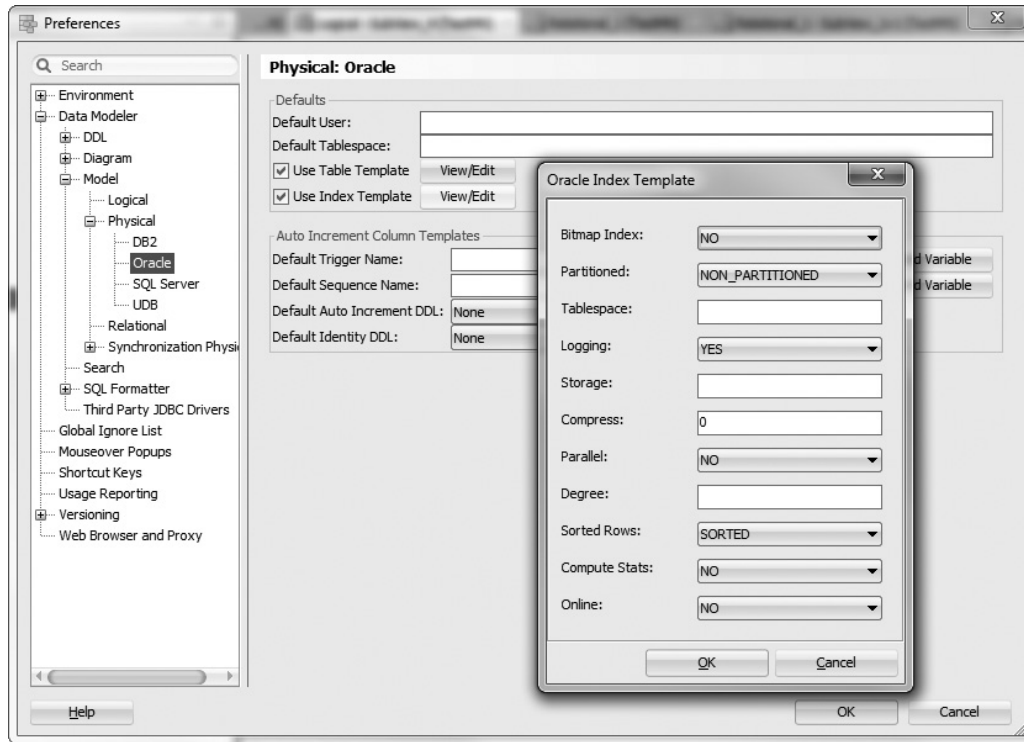 Preferences
Search
Environment
Data Modeler
DDL
Diagram
Model
Logical
Physical
DB2
Oracle
SQL Server
UDB
Relational
Synchronization Physi
Search
SQL Formatter
Third Party JDBC Drivers
Global Ignore List
Mouseover Popups
Shortcut Keys
Usage Reporting
Versioning
Web Browser and Proxy
Physical: Oracle
Defaults
Default User:
Default Tablespace:
Use Table Template View/Edit
Use Index Template View/Edit
Auto Increment Column Templates
Default Trigger Name: d Variable
Default Sequence Name: d Variable
Default Auto Increment DDL: None
Default Identity DDL: None
Oracle Index Template
Bitmap Index: NO
Partitioned: NON_PARTITIONED
Tablespace:
Logging: YES
Storage:
Compress: 0
Parallel: NO
Degree:
Sorted Rows: SORTED
Compute Stats: NO
Online: NO
OK Cancel
Help OK Cancel